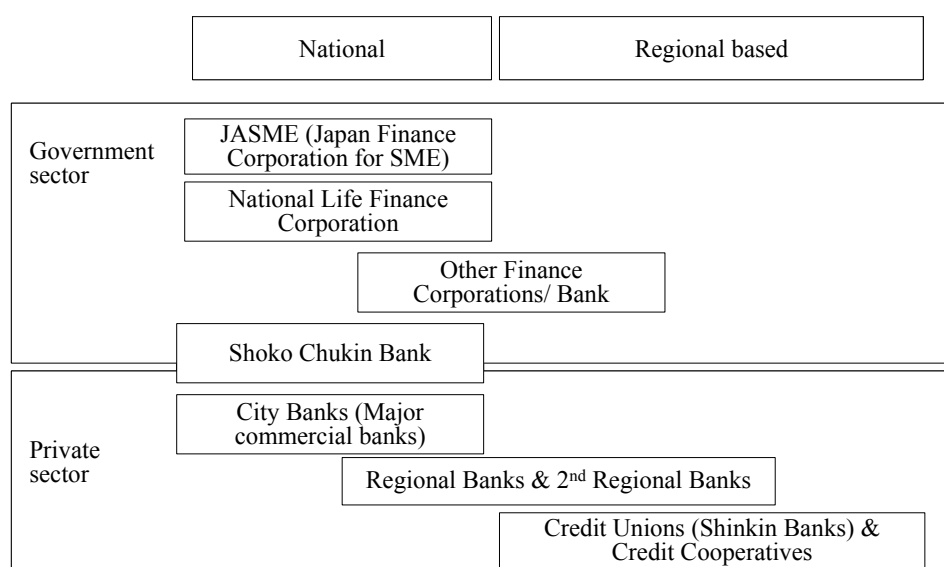 National
Regional based
Government
sector
JASME (Japan Finance
Corporation for SME)
National Life Finance
Corporation
Other Finance
Corporations/ Bank
Shoko Chukin Bank
Private
sector
City Banks (Major
commercial banks)
Regional Banks & 2nd Regional Banks
Credit Unions (Shinkin Banks) &
Credit Cooperatives